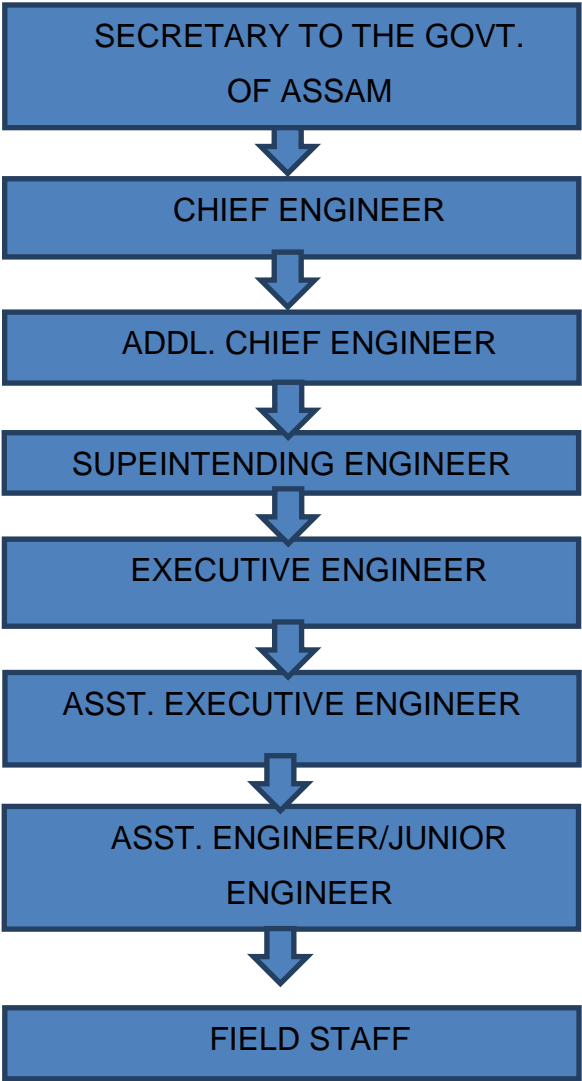 SECRETARY TO THE GOVT.
OF ASSAM
CHIEF ENGINEER
ADDL. CHIEF ENGINEER
SUPEINTENDING ENGINEER
EXECUTIVE ENGINEER
ASST. EXECUTIVE ENGINEER
ASST. ENGINEER/JUNIOR
ENGINEER
FIELD STAFF